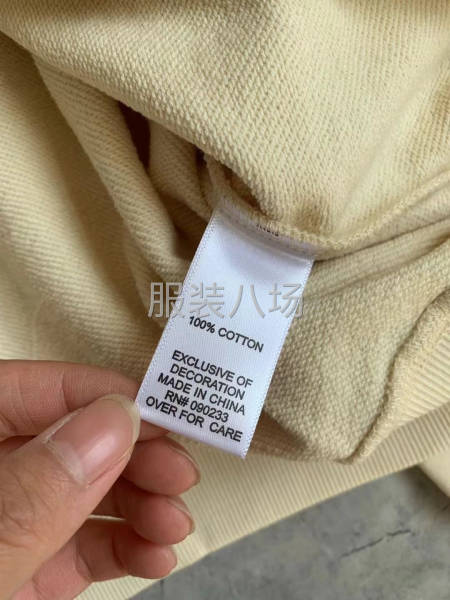 服装八场
100% COTTON
EXCLUSIVE OF
DECORATION
MADE IN CHINA
RN# 090233
OVER FOR CARE